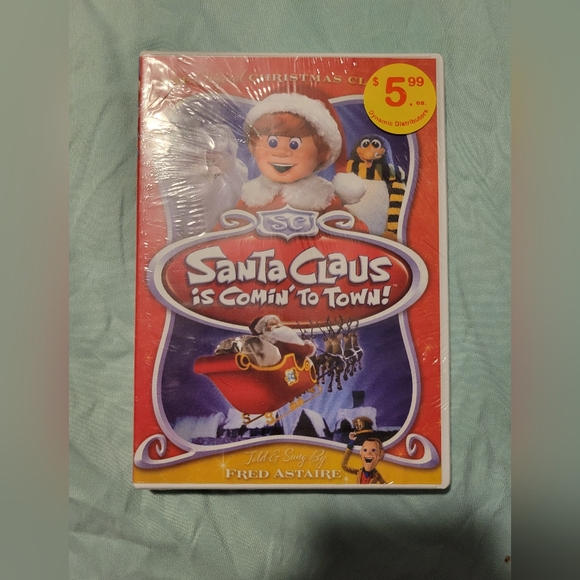 CHRISTMAS CL
$5.99
ea.
Dynamic Distributors
SC
SANTA CLAUS
IS COMIN' TO TOWN!
™
Told & Sung By
FRED ASTAIRE